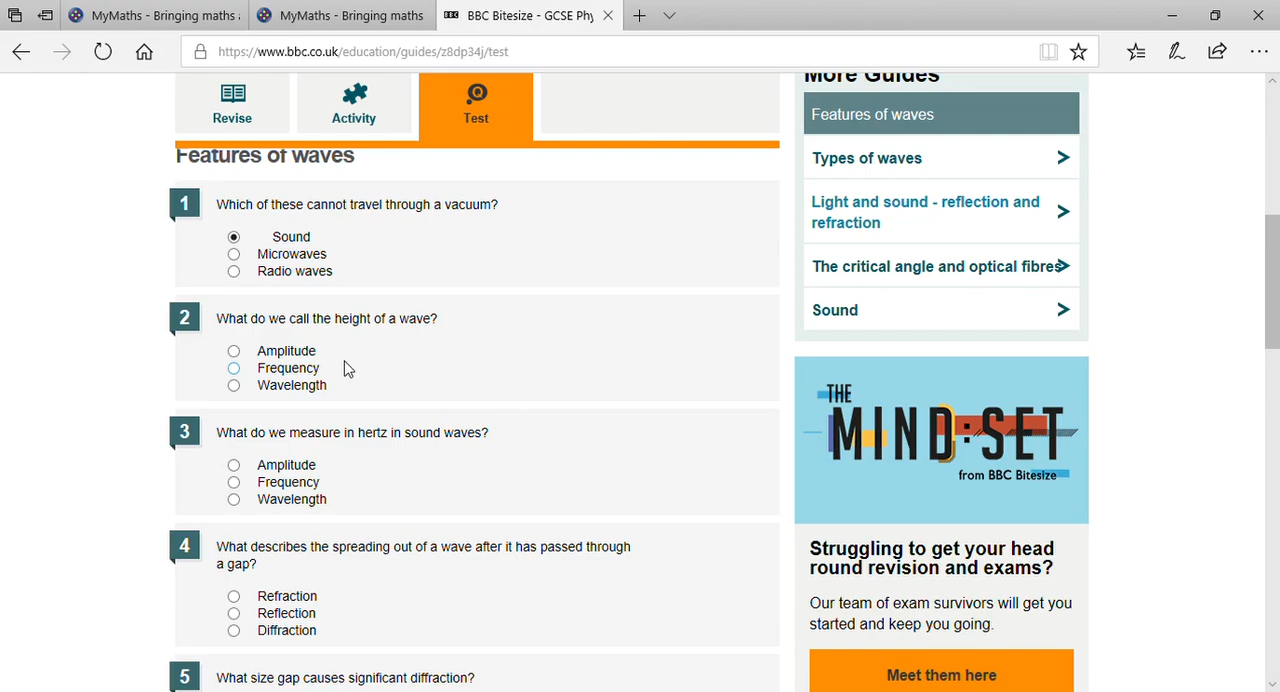 MyMaths - Bringing maths
MyMaths - Bringing maths
BBC Bitesize - GCSE Phy
https://www.bbc.co.uk/education/guides/z8dp34j/test
Revise
Activity
Test
Features of waves
1
Which of these cannot travel through a vacuum?
Sound
Microwaves
Radio waves
2
What do we call the height of a wave?
Amplitude
Frequency
Wavelength
3
What do we measure in hertz in sound waves?
Amplitude
Frequency
Wavelength
4
What describes the spreading out of a wave after it has passed through
a gap?
Refraction
Reflection
Diffraction
5
What size gap causes significant diffraction?
More Guides
Features of waves
Types of waves
Light and sound - reflection and
refraction
The critical angle and optical fibres
Sound
THE
MIND:SET
from BBC Bitesize
Struggling to get your head
round revision and exams?
Our team of exam survivors will get you
started and keep you going.
Meet them here